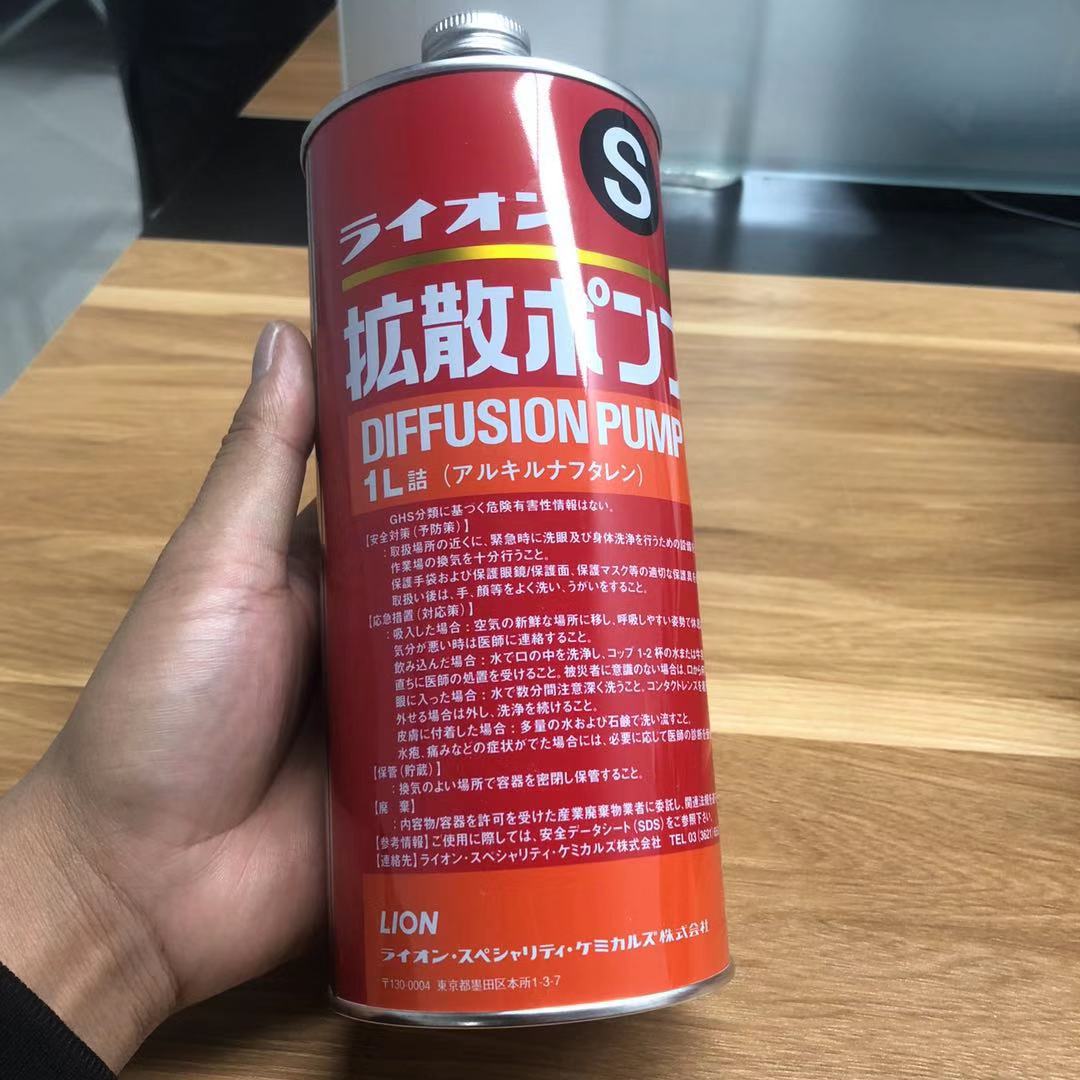 S
ライオン
拡散ポン
DIFFUSION PUMP
1L詰 (アルキルナフタレン)
GHS分類に基づく危険有害性情報はない。
【安全対策(予防策)】
:取扱場所の近くに、緊急時に洗眼及び身体洗浄を行うための設備
作業場の換気を十分行うこと。
保護手袋および保護眼鏡/保護面、保護マスク等の適切な保護具を
取扱い後は、手、顔等をよく洗い、うがいをすること。
【応急措置(対応策)】
:吸入した場合:空気の新鮮な場所に移し、呼吸しやすい姿勢で休
気分が悪い時は医師に連絡すること。
飲み込んだ場合:水で口の中を洗浄し、コップ1-2杯の水または牛
直ちに医師の処置を受けること。被災者に意識のない場合は、口から
眼に入った場合:水で数分間注意深く洗うこと。コンタクトレンズを
外せる場合は外し、洗浄を続けること。
皮膚に付着した場合:多量の水および石鹸で洗い流すこと。
水疱、痛みなどの症状がでた場合には、必要に応じて医師の診断を
【保管(貯蔵)】
:換気のよい場所で容器を密閉し保管すること。
【廃 棄】
:内容物/容器を許可を受けた産業廃棄物業者に委託し、関連法規を
【参考情報】ご使用に際しては、安全データシート(SDS)をご参照下さい。
【連絡先】ライオン・スペシャリティ・ケミカルズ株式会社 TEL 03(3621)
LION
ライオン・スペシャリティ・ケミカルズ株式会社
〒130-0004 東京都墨田区本所1-3-7